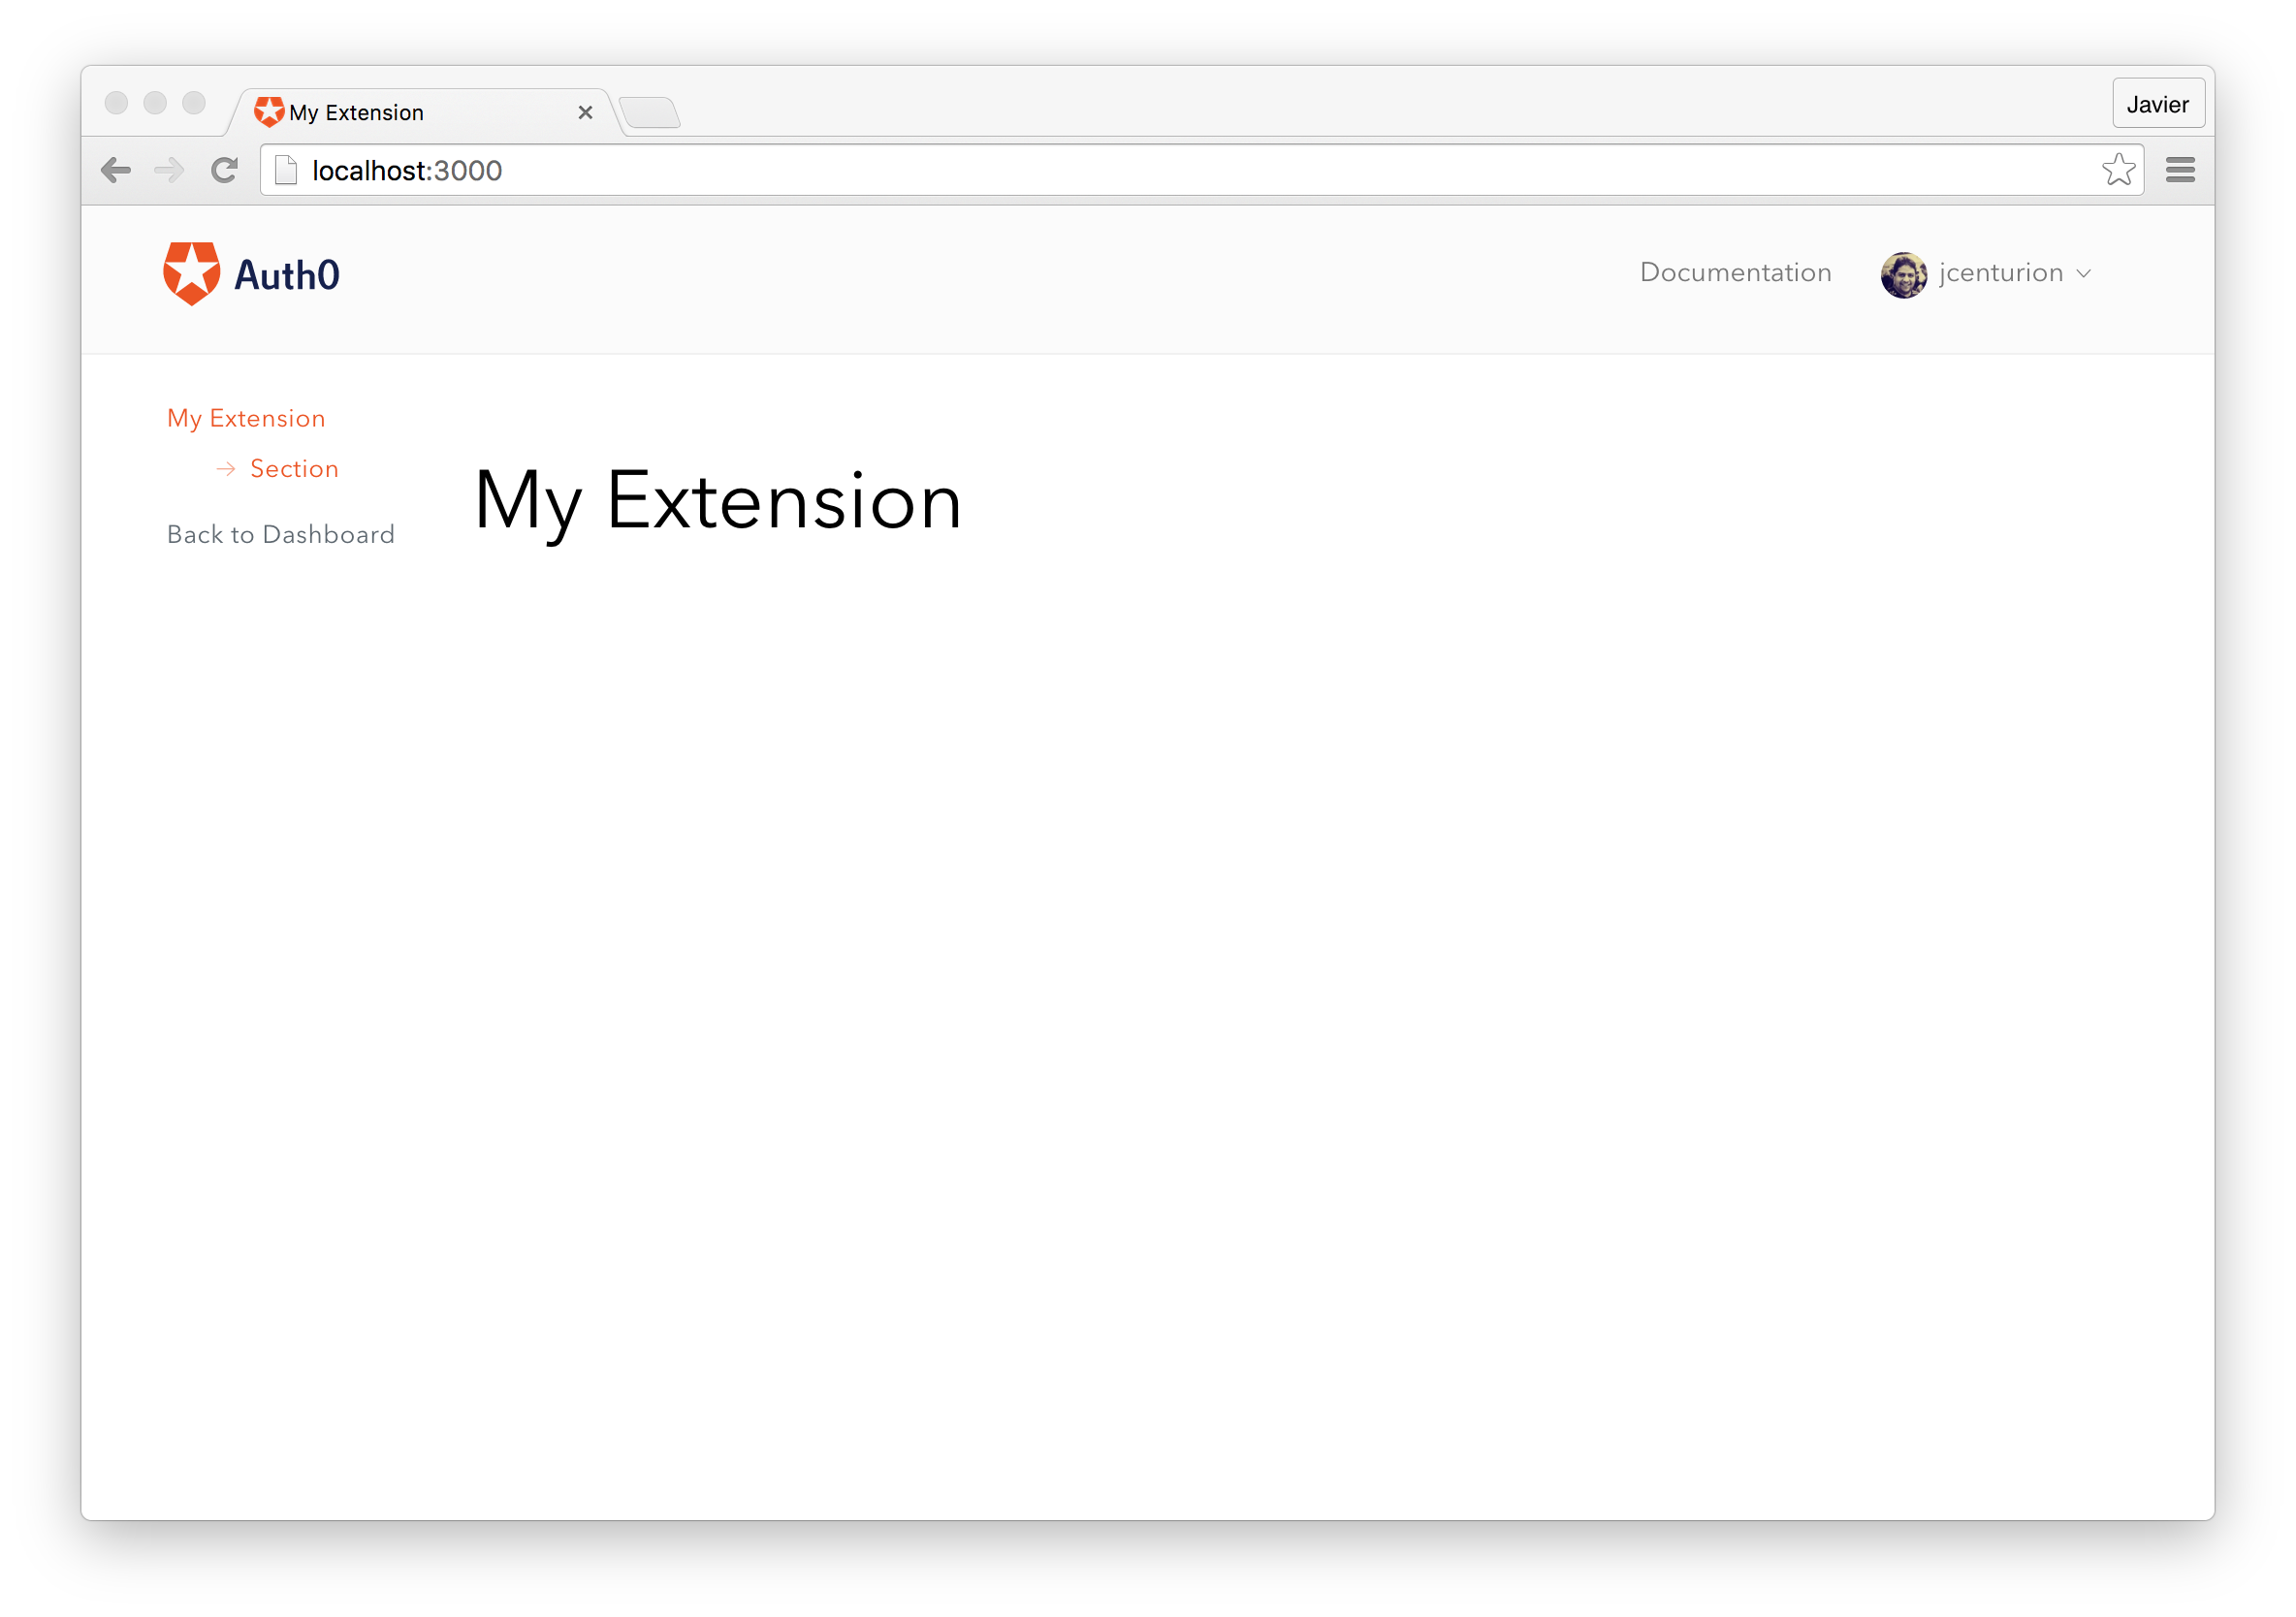 My Extension
Javier
localhost:3000
Auth0
Documentation
jcenturion
My Extension
→ Section
Back to Dashboard
My Extension